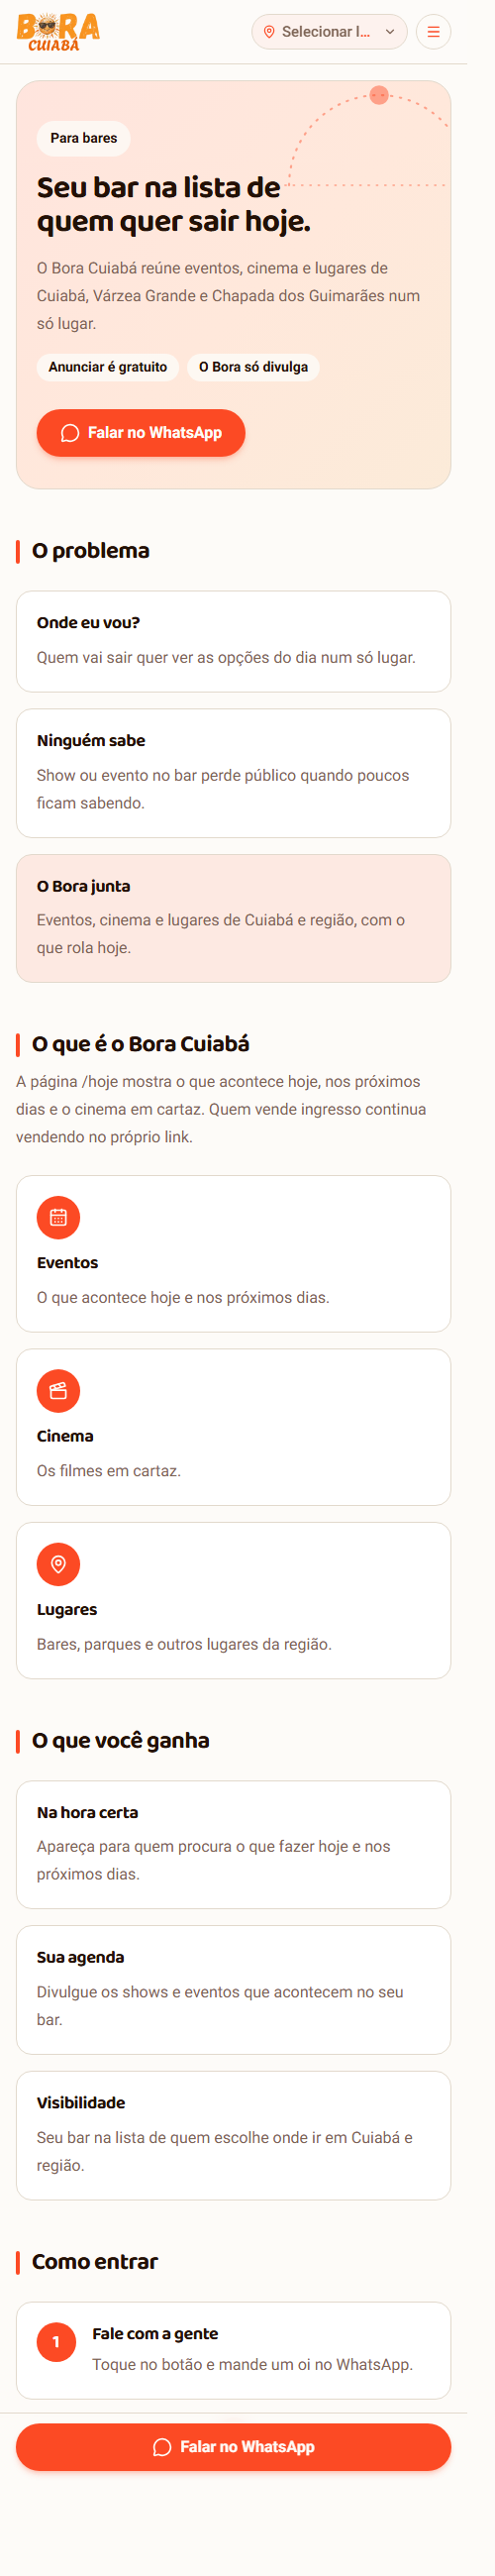 BORA
CUIABÁ
Selecionar l...
Para bares
Seu bar na lista de
quem quer sair hoje.
O Bora Cuiabá reúne eventos, cinema e lugares de
Cuiabá, Várzea Grande e Chapada dos Guimarães num
só lugar.
Anunciar é gratuito
O Bora só divulga
Falar no WhatsApp
O problema
Onde eu vou?
Quem vai sair quer ver as opções do dia num só lugar.
Ninguém sabe
Show ou evento no bar perde público quando poucos
ficam sabendo.
O Bora junta
Eventos, cinema e lugares de Cuiabá e região, com o
que rola hoje.
O que é o Bora Cuiabá
A página /hoje mostra o que acontece hoje, nos próximos
dias e o cinema em cartaz. Quem vende ingresso continua
vendendo no próprio link.
Eventos
O que acontece hoje e nos próximos dias.
Cinema
Os filmes em cartaz.
Lugares
Bares, parques e outros lugares da região.
O que você ganha
Na hora certa
Apareça para quem procura o que fazer hoje e nos
próximos dias.
Sua agenda
Divulgue os shows e eventos que acontecem no seu
bar.
Visibilidade
Seu bar na lista de quem escolhe onde ir em Cuiabá e
região.
Como entrar
1
Fale com a gente
Toque no botão e mande um oi no WhatsApp.
Falar no WhatsApp